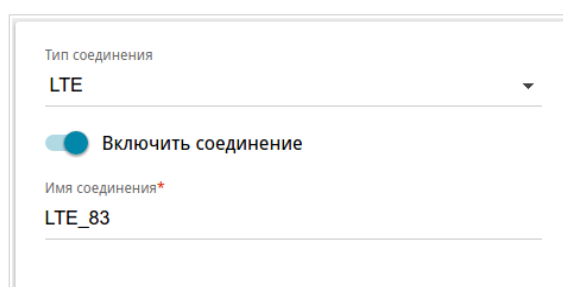 Тип соединения
LTE
Включить соединение
Имя соединения*
LTE_83